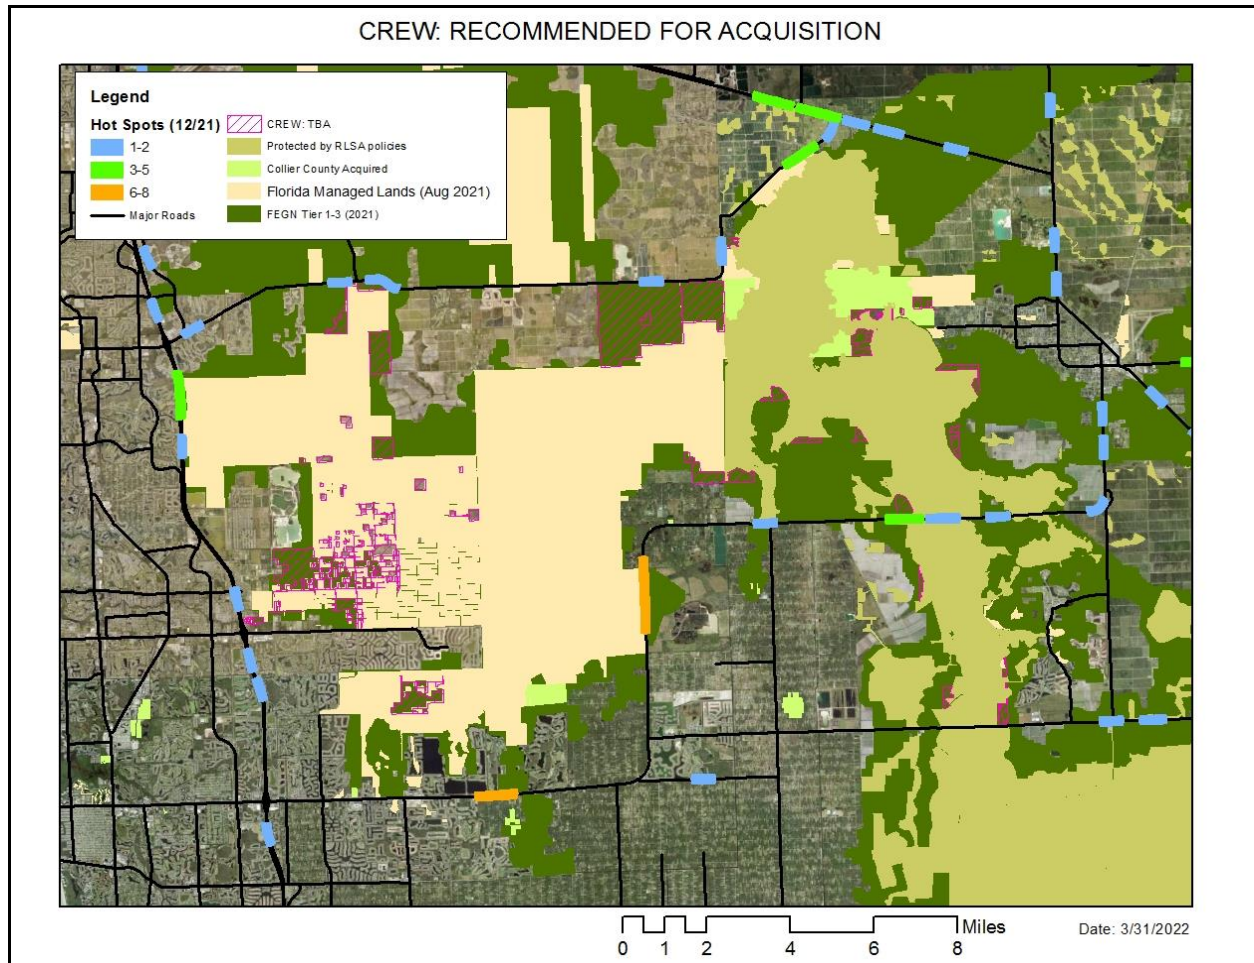 CREW: RECOMMENDED FOR ACQUISITION
Legend
Hot Spots (12/21)
1-2
3-5
6-8
Major Roads
CREW: TBA
Protected by RLSA policies
Collier County Acquired
Florida Managed Lands (Aug 2021)
FEGN Tier 1-3 (2021)
Miles
0 1 2 4 6 8
Date: 3/31/2022